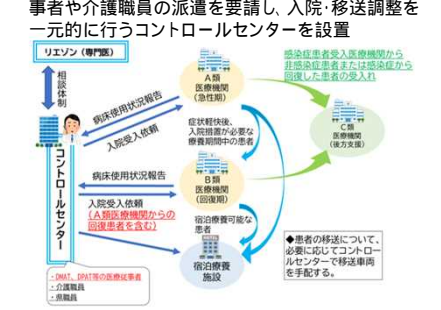 事者や介護職員の派遣を要請し、入院・移送調整を
一元的に行うコントロールセンターを設置
リエゾン（専門医）
相談体制
コントロールセンター
・DMAT、DPAT等の医療従事者
・介護職員
・県職員
病床使用状況報告
入院受入依頼
病床使用状況報告
入院受入依頼
（A類医療機関からの
回復患者を含む）
A類
医療機関
（急性期）
症状軽快後、
入院措置が必要な
療養期間中の患者
B類
医療機関
（回復期）
宿泊療養可能な
患者
宿泊療養
施設
感染症患者受入医療機関から
非感染症患者または感染症から
回復した患者の受入れ
C類
医療機関
（後方支援）
◆患者の移送について、
必要に応じてコントロー
ルセンターで移送車両
を手配する。